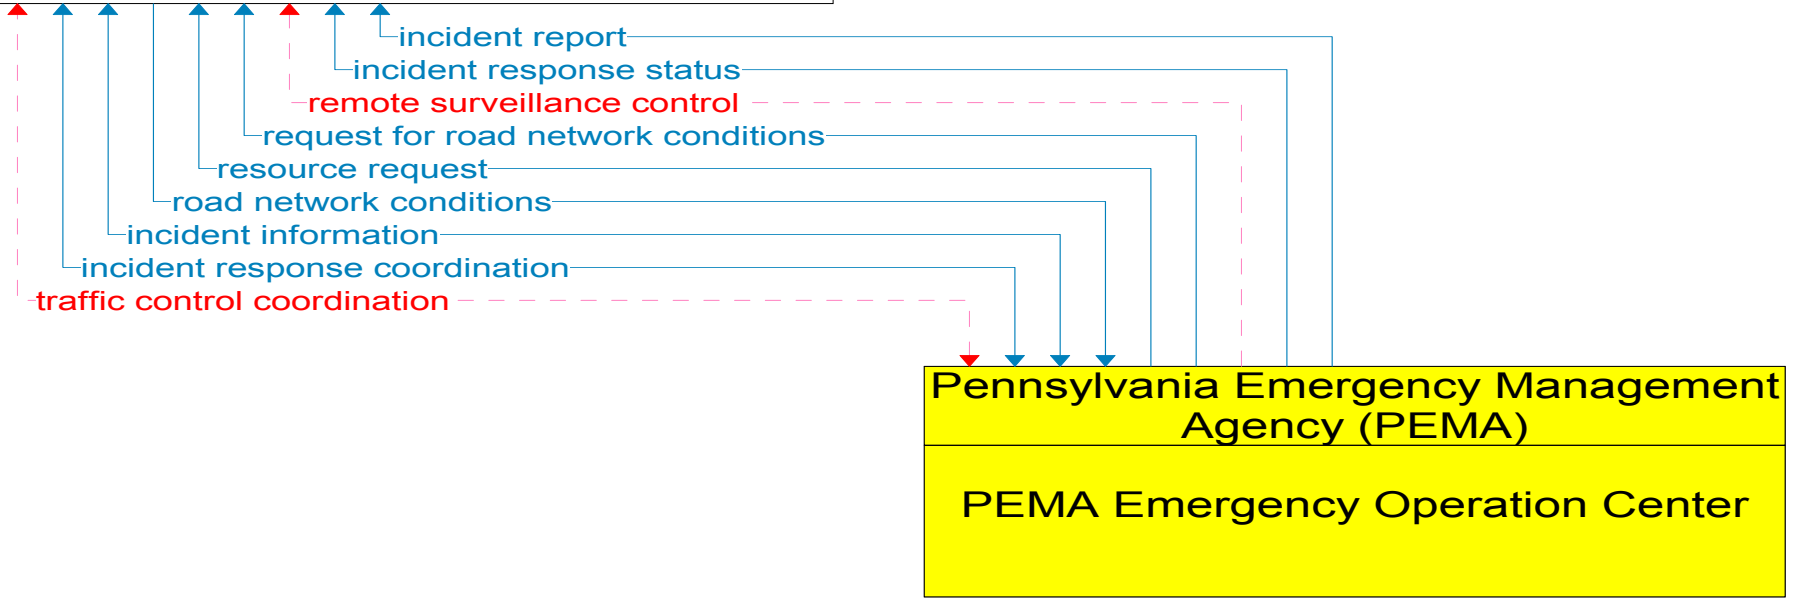 incident report
incident response status
remote surveillance control
request for road network conditions
resource request
road network conditions
incident information
incident response coordination
traffic control coordination
Pennsylvania Emergency Management
Agency (PEMA)
PEMA Emergency Operation Center